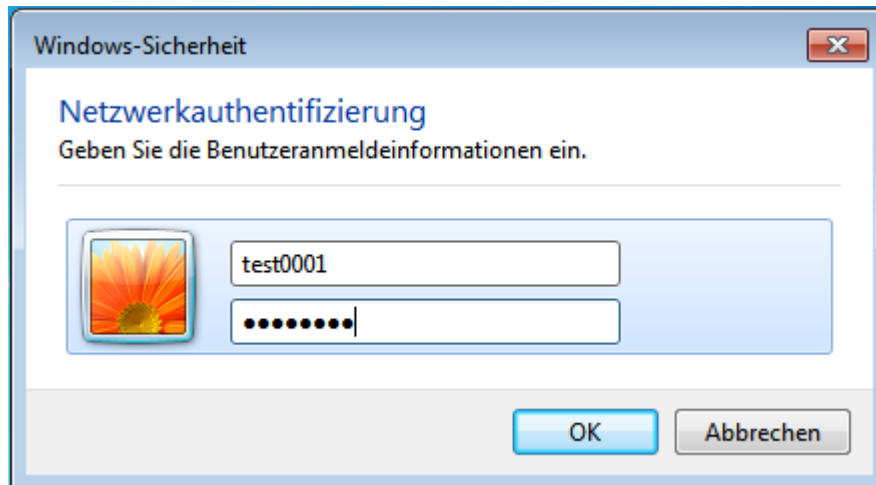 Windows-Sicherheit
Netzwerkauthentifizierung
Geben Sie die Benutzeranmeldeinformationen ein.
test0001
●●●●●●●●
OK
Abbrechen